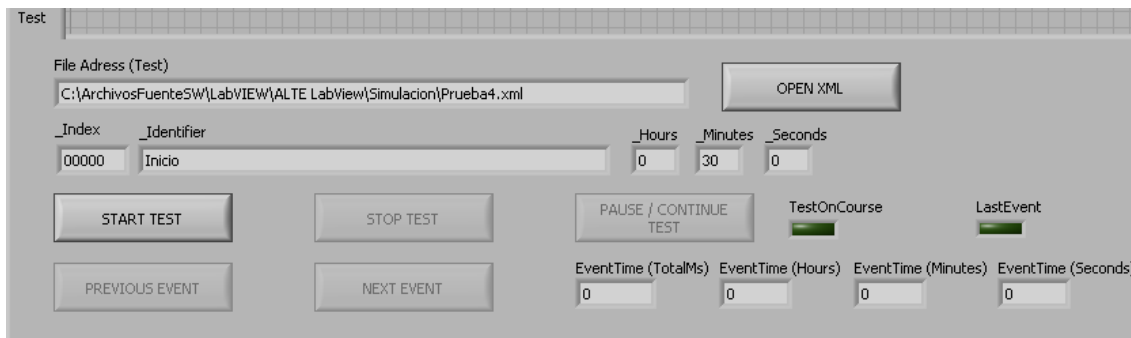 Test
File Adress (Test)
C:\ArchivosFuenteSW\LabVIEW\ALTE LabView\Simulacion\Prueba4.xml
OPEN XML
_Index _Identifier _Hours _Minutes _Seconds
00000 Inicio 0 30 0
START TEST STOP TEST PAUSE / CONTINUE
TEST
TestOnCourse LastEvent
PREVIOUS EVENT NEXT EVENT
EventTime (TotalMs) EventTime (Hours) EventTime (Minutes) EventTime (Seconds)
0 0 0 0